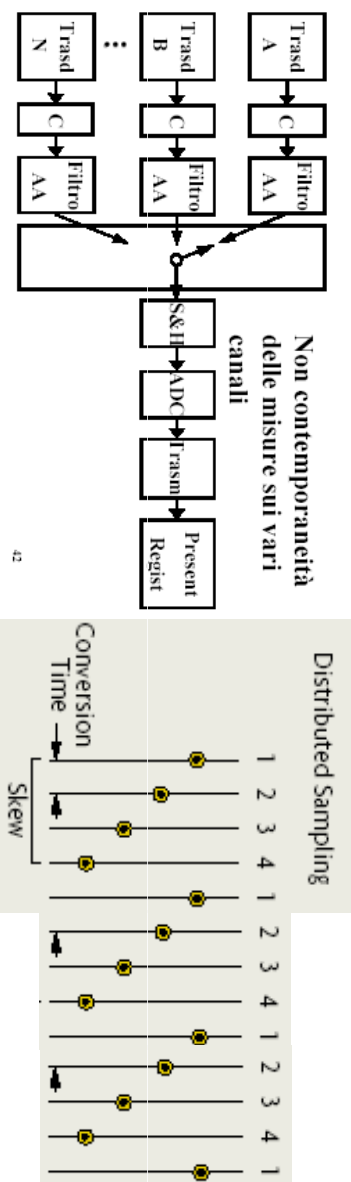 Trasd
A
C
Filtro
AA
Trasd
B
C
Filtro
AA
Trasd
N
C
Filtro
AA
S&H
ADC
Trasm
Present
Regist
Non contemporaneità
delle misure sui vari
canali
42
Distributed Sampling
1 2 3 4 1 2 3 4 1 2 3 4 1
Conversion
Time
Skew